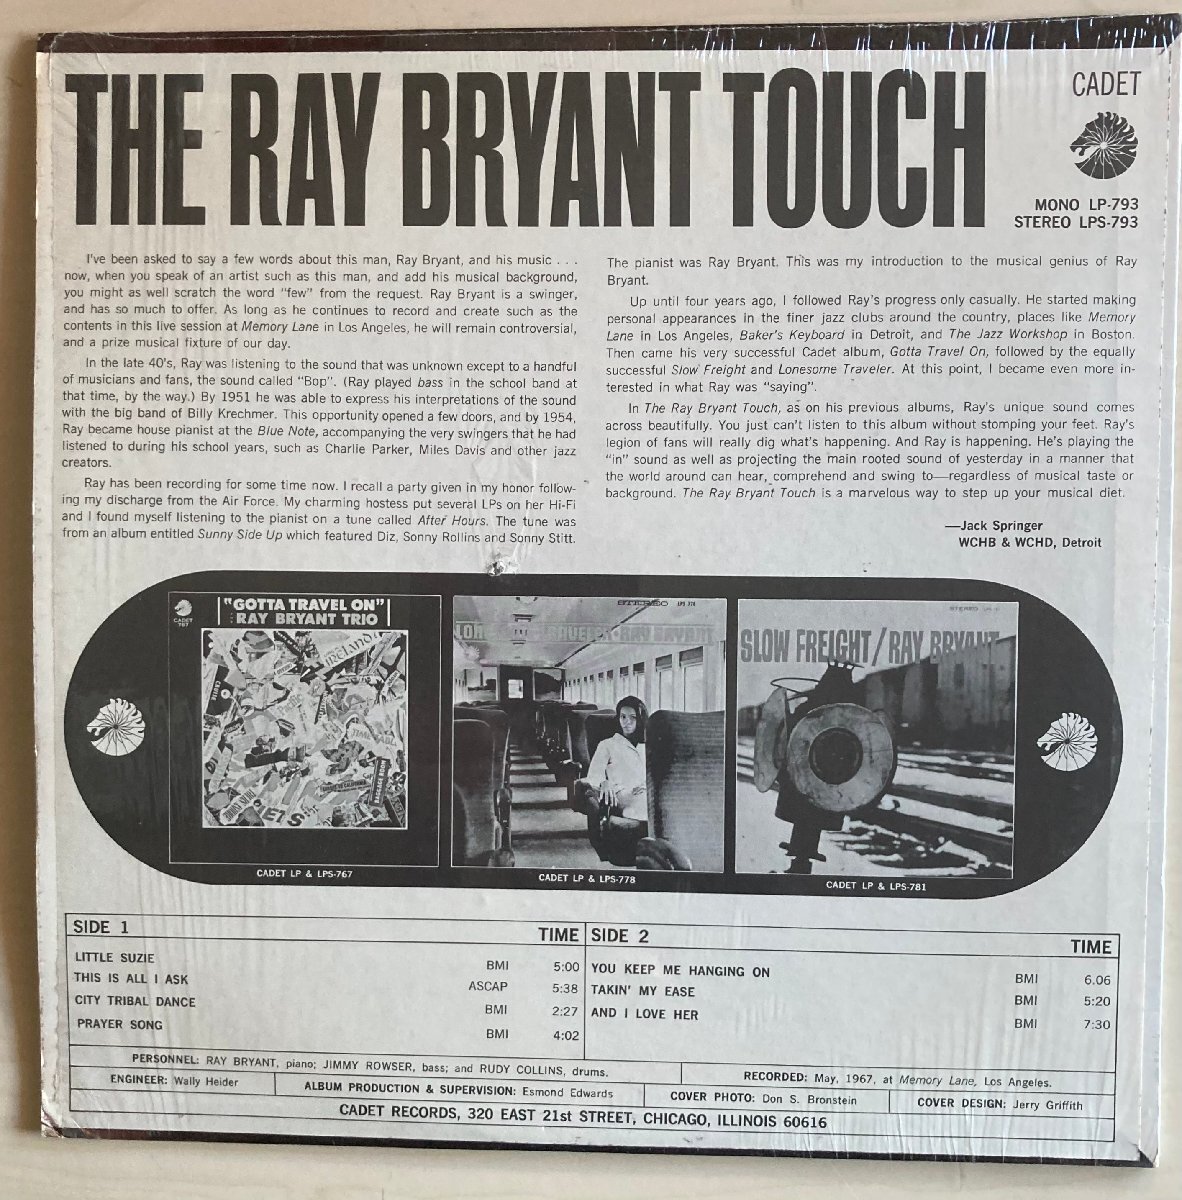 THE RAY BRYANT TOUCH
CADET
MONO LP-793
STEREO LPS-793
I've been asked to say a few words about this man, Ray Bryant, and his music . . .
now, when you speak of an artist such as this man, and add his musical background,
you might as well scratch the word "few" from the request. Ray Bryant is a swinger,
and has so much to offer. As long as he continues to record and create such as the
contents in this live session at Memory Lane in Los Angeles, he will remain controversial,
and a prize musical fixture of our day.
In the late 40's, Ray was listening to the sound that was unknown except to a handful
of musicians and fans, the sound called "Bop". (Ray played bass in the school band at
that time, by the way.) By 1951 he was able to express his interpretations of the sound
with the big band of Billy Krechmer. This opportunity opened a few doors, and by 1954,
Ray became house pianist at the Blue Note, accompanying the very swingers that he had
listened to during his school years, such as Charlie Parker, Miles Davis and other jazz
creators.
Ray has been recording for some time now. I recall a party given in my honor follow-
ing my discharge from the Air Force. My charming hostess put several LPs on her Hi-Fi
and I found myself listening to the pianist on a tune called After Hours. The tune was
from an album entitled Sunny Side Up which featured Diz, Sonny Rollins and Sonny Stitt.
The pianist was Ray Bryant. This was my introduction to the musical genius of Ray
Bryant.
Up until four years ago, I followed Ray's progress only casually. He started making
personal appearances in the finer jazz clubs around the country, places like Memory
Lane in Los Angeles, Baker's Keyboard in Detroit, and The Jazz Workshop in Boston.
Then came his very successful Cadet album, Gotta Travel On, followed by the equally
successful Slow Freight and Lonesome Traveler. At this point, I became even more in-
terested in what Ray was "saying".
In The Ray Bryant Touch, as on his previous albums, Ray's unique sound comes
across beautifully. You just can't listen to this album without stomping your feet. Ray's
legion of fans will really dig what's happening. And Ray is happening. He's playing the
"in" sound as well as projecting the main rooted sound of yesterday in a manner that
the world around can hear, comprehend and swing to—regardless of musical taste or
background. The Ray Bryant Touch is a marvelous way to step up your musical diet.
—Jack Springer
WCHB & WCHD, Detroit
CADET
767
"GOTTA TRAVEL ON"
RAY BRYANT TRIO
IRELAND
CADET LP & LPS-767
STEREO LPS 778
RAY BRYANT
CADET LP & LPS-778
STEREO
SLOW FREIGHT/RAY BRYANT
CADET LP & LPS-781
SIDE 1 TIME
LITTLE SUZIE BMI 5:00
THIS IS ALL I ASK ASCAP 5:38
CITY TRIBAL DANCE BMI 2:27
PRAYER SONG BMI 4:02
SIDE 2 TIME
YOU KEEP ME HANGING ON BMI 6.06
TAKIN' MY EASE BMI 5:20
AND I LOVE HER BMI 7:30
PERSONNEL: RAY BRYANT, piano; JIMMY ROWSER, bass; and RUDY COLLINS, drums.
RECORDED: May, 1967, at Memory Lane, Los Angeles.
ENGINEER: Wally Heider
ALBUM PRODUCTION & SUPERVISION: Esmond Edwards
COVER PHOTO: Don S. Bronstein
COVER DESIGN: Jerry Griffith
CADET RECORDS, 320 EAST 21st STREET, CHICAGO, ILLINOIS 60616